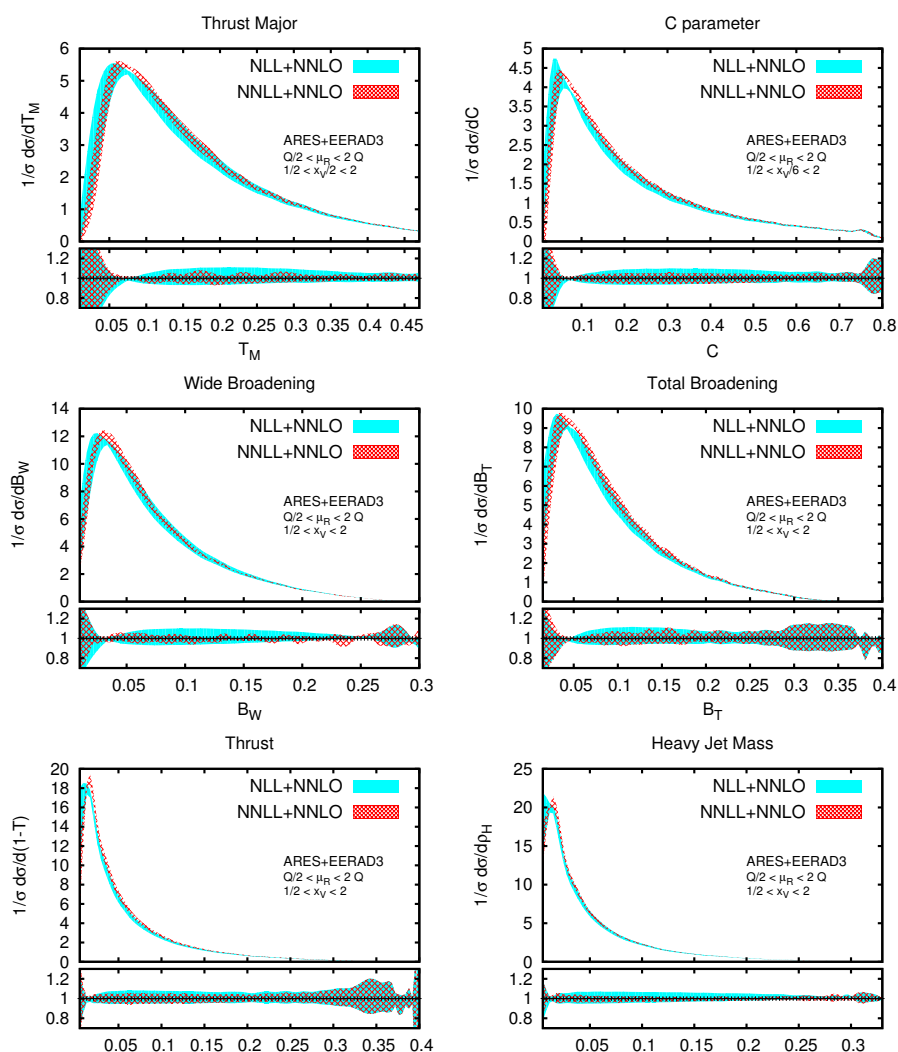 Thrust Major
6
5
4
3
2
1
0
1/σ dσ/dT_M
NLL+NNLO
NNLL+NNLO
ARES+EERAD3
Q/2 < μ_R < 2 Q
1/2 < x_V/2 < 2
1.2
1
0.8
0.05 0.1 0.15 0.2 0.25 0.3 0.35 0.4 0.45
T_M
C parameter
5
4.5
4
3.5
3
2.5
2
1.5
1
0.5
0
1/σ dσ/dC
NLL+NNLO
NNLL+NNLO
ARES+EERAD3
Q/2 < μ_R < 2 Q
1/2 < x_V/6 < 2
1.2
1
0.8
0.1 0.2 0.3 0.4 0.5 0.6 0.7 0.8
C
Wide Broadening
14
12
10
8
6
4
2
0
1/σ dσ/dB_W
NLL+NNLO
NNLL+NNLO
ARES+EERAD3
Q/2 < μ_R < 2 Q
1/2 < x_V < 2
1.2
1
0.8
0.05 0.1 0.15 0.2 0.25 0.3
B_W
Total Broadening
10
9
8
7
6
5
4
3
2
1
0
1/σ dσ/dB_T
NLL+NNLO
NNLL+NNLO
ARES+EERAD3
Q/2 < μ_R < 2 Q
1/2 < x_V < 2
1.2
1
0.8
0.05 0.1 0.15 0.2 0.25 0.3 0.35 0.4
B_T
Thrust
20
18
16
14
12
10
8
6
4
2
0
1/σ dσ/d(1-T)
NLL+NNLO
NNLL+NNLO
ARES+EERAD3
Q/2 < μ_R < 2 Q
1/2 < x_V < 2
1.2
1
0.8
0.05 0.1 0.15 0.2 0.25 0.3 0.35 0.4
Heavy Jet Mass
25
20
15
10
5
0
1/σ dσ/dρ_H
NLL+NNLO
NNLL+NNLO
ARES+EERAD3
Q/2 < μ_R < 2 Q
1/2 < x_V < 2
1.2
1
0.8
0.05 0.1 0.15 0.2 0.25 0.3